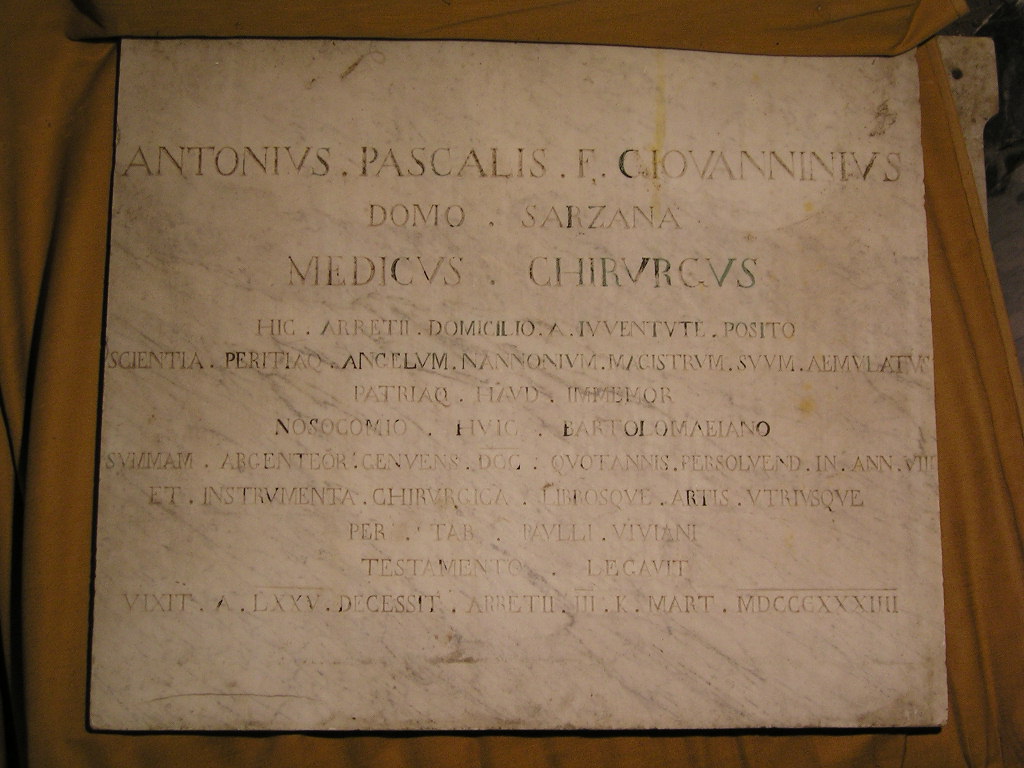 ANTONIVS . PASCALIS . F . GIOVANNINIVS
DOMO . SARZANA
MEDICVS . CHIRVRGVS
HIC . ARRETII . DOMICILIO . A . IVVENTVTE . POSITO
SCIENTIA . PERITIAQ . ANGELVM . NANNONIVM . MAGISTRVM . SVVM . AEMVLATVS
PATRIAQ . HAVD . IMMEMOR
NOSOCOMIO . HVIC . BARTOLOMAEIANO
SVMMAM . ARGENTEOR . GENVENS . DCC . QVOTANNIS . PERSOLVEND . IN . ANN . VIII
ET . INSTRVMENTA . CHIRVRGICA . LIBROSQVE . ARTIS . VTRIVSQVE
PER . TAB . PAVLLI . VIVIANI
TESTAMENTO . LEGAVIT
VIXIT . A . LXXV . DECESSIT . ARRETII . III . K . MART . MDCCCXXXIIII